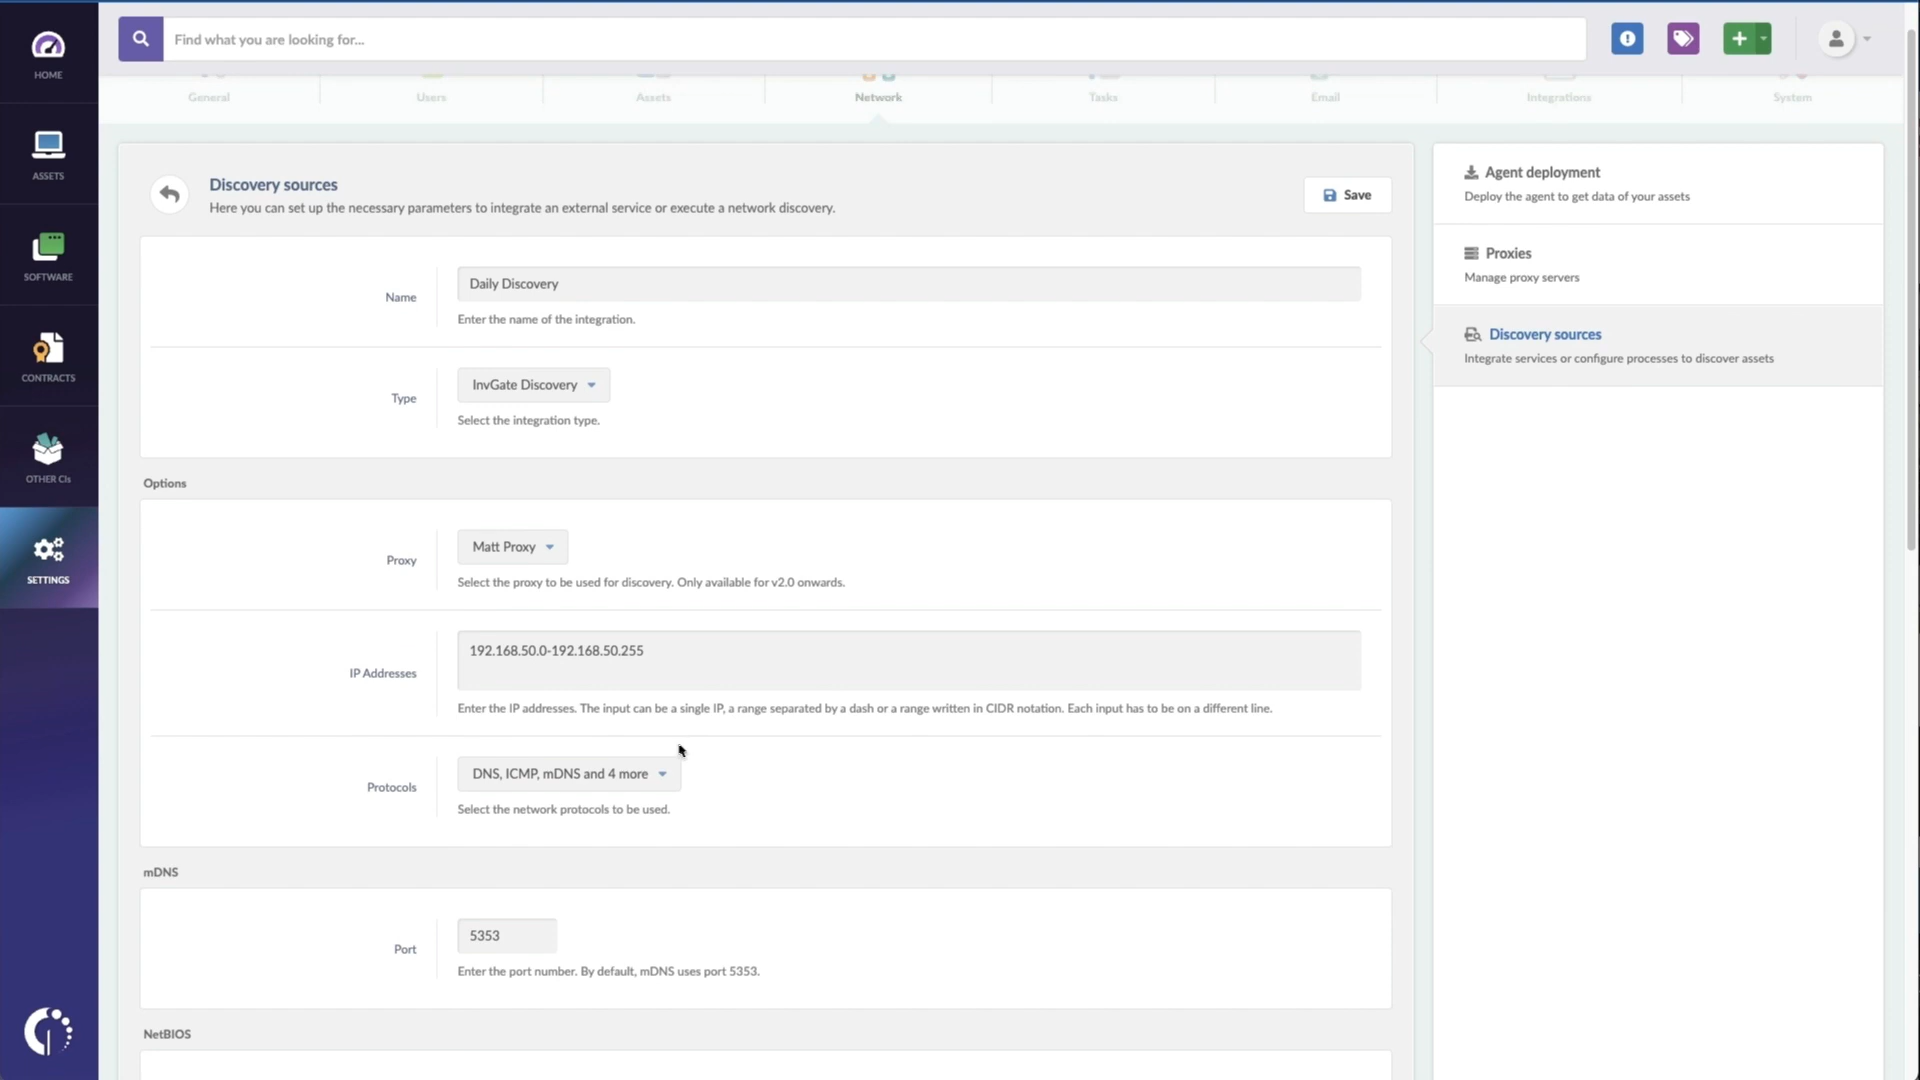 Find what you are looking for...
HOME
ASSETS
SOFTWARE
CONTRACTS
OTHER CIs
SETTINGS
General
Users
Assets
Network
Tasks
Email
Integrations
System
Discovery sources
Here you can set up the necessary parameters to integrate an external service or execute a network discovery.
Save
Name
Daily Discovery
Enter the name of the integration.
Type
InvGate Discovery
Select the integration type.
Options
Proxy
Matt Proxy
Select the proxy to be used for discovery. Only available for v2.0 onwards.
IP Addresses
192.168.50.0-192.168.50.255
Enter the IP addresses. The input can be a single IP, a range separated by a dash or a range written in CIDR notation. Each input has to be on a different line.
Protocols
DNS, ICMP, mDNS and 4 more
Select the network protocols to be used.
mDNS
Port
5353
Enter the port number. By default, mDNS uses port 5353.
NetBIOS
Agent deployment
Deploy the agent to get data of your assets
Proxies
Manage proxy servers
Discovery sources
Integrate services or configure processes to discover assets